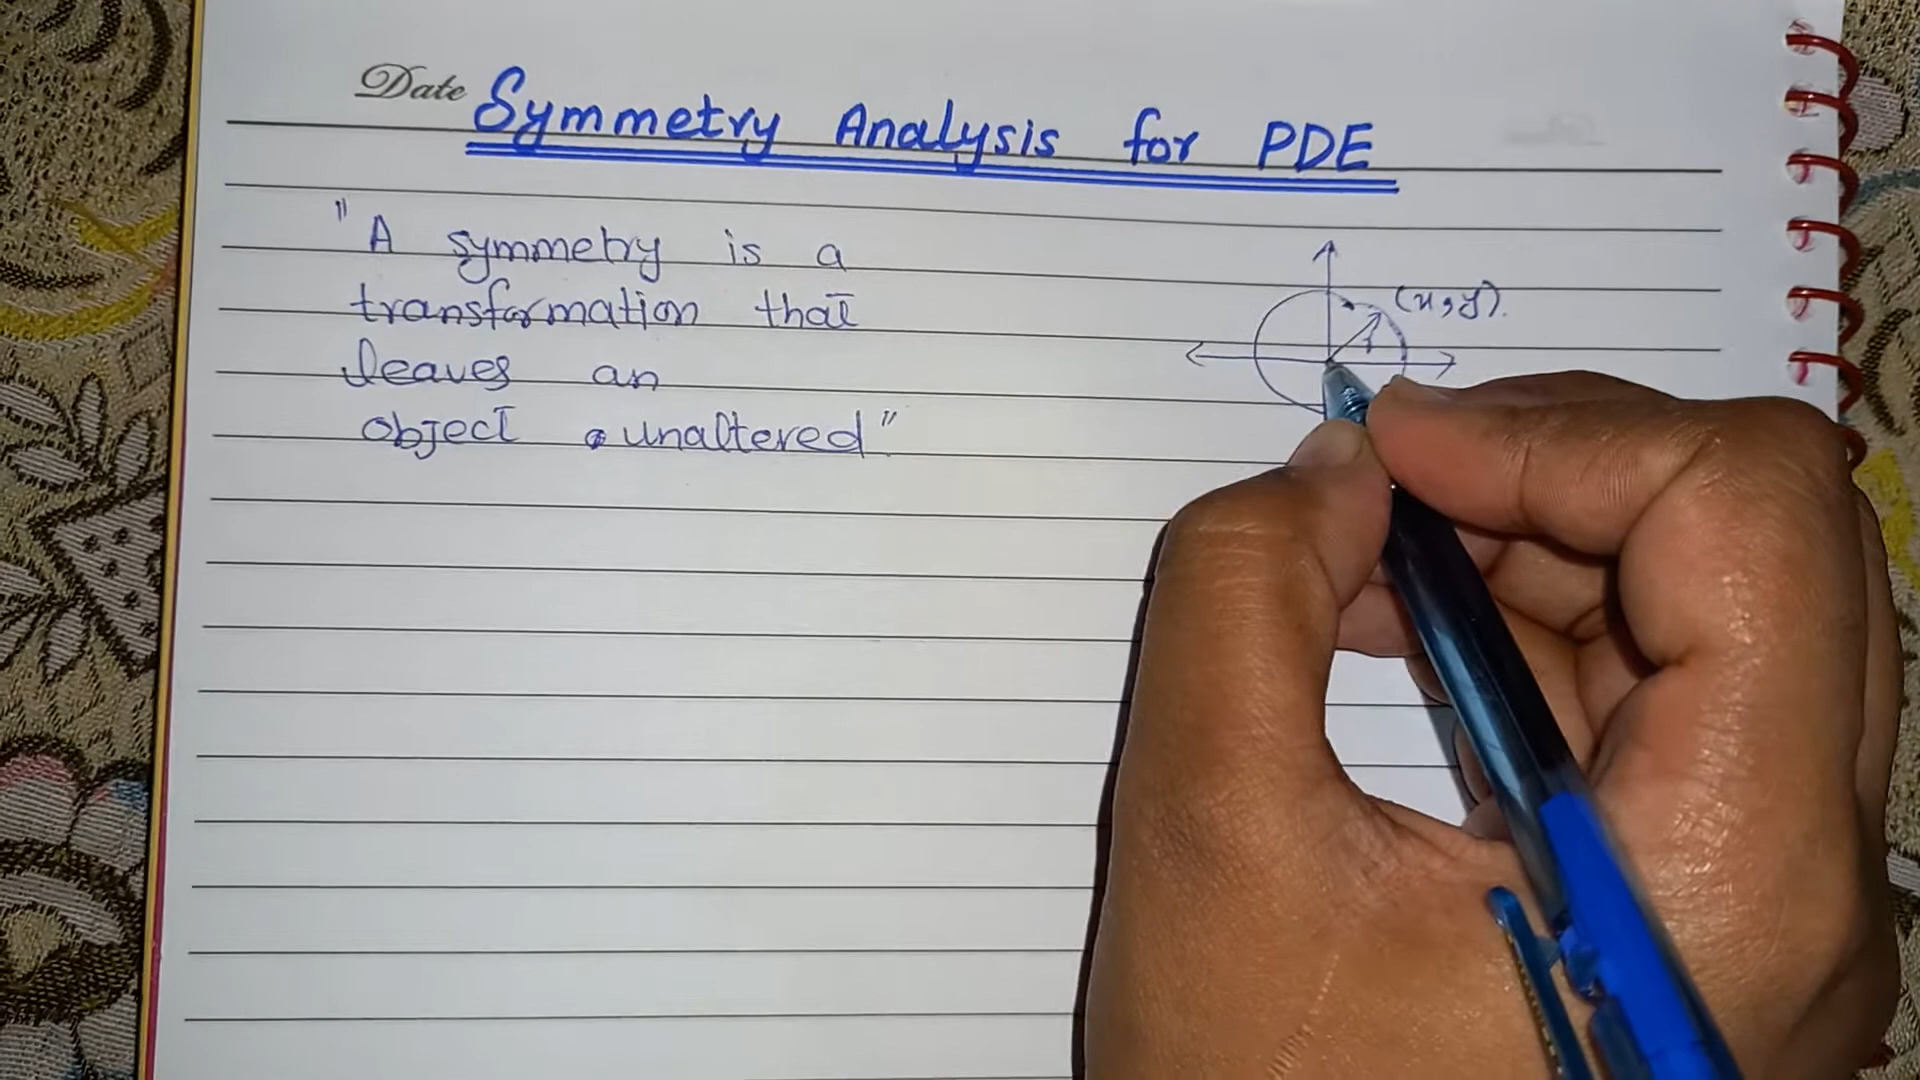 Date Symmetry Analysis for PDE
"A symmetry is a
transformation that
leaves an
object unaltered"
(x, y).